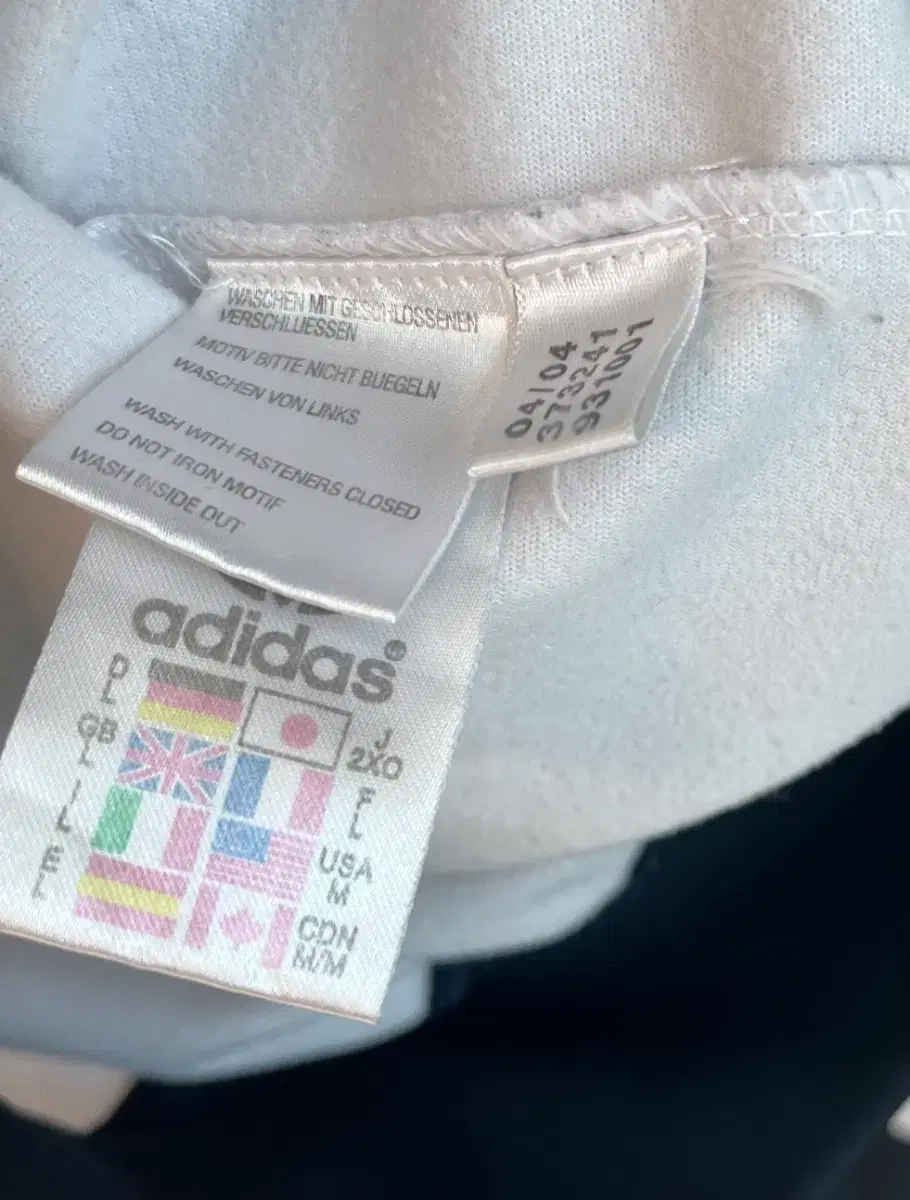 WASCHEN MIT GESCHLOSSENEN
VERSCHLUESSEN
MOTIV BITTE NICHT BUEGELN
WASCHEN VON LINKS
WASH WITH FASTENERS CLOSED
DO NOT IRON MOTIF
WASH INSIDE OUT
04/04
373241
931001
adidas®
D
L
J
2XO
GB
L
F
L
I
L
USA
M
E
L
CDN
M/M